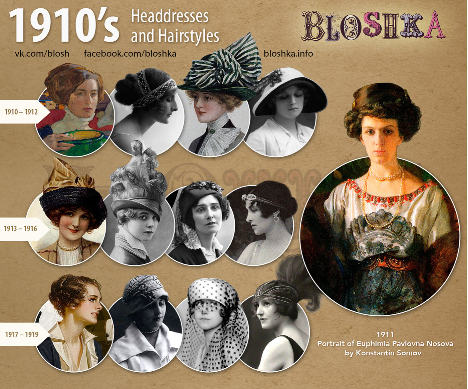 1910's Headdresses and Hairstyles
BLOSHKA
vk.com/blosh facebook.com/bloshka bloshka.info
1910 – 1912
1913 – 1916
1917 – 1919
1911
Portrait of Euphimia Pavlovna Nosova
by Konstantin Somov